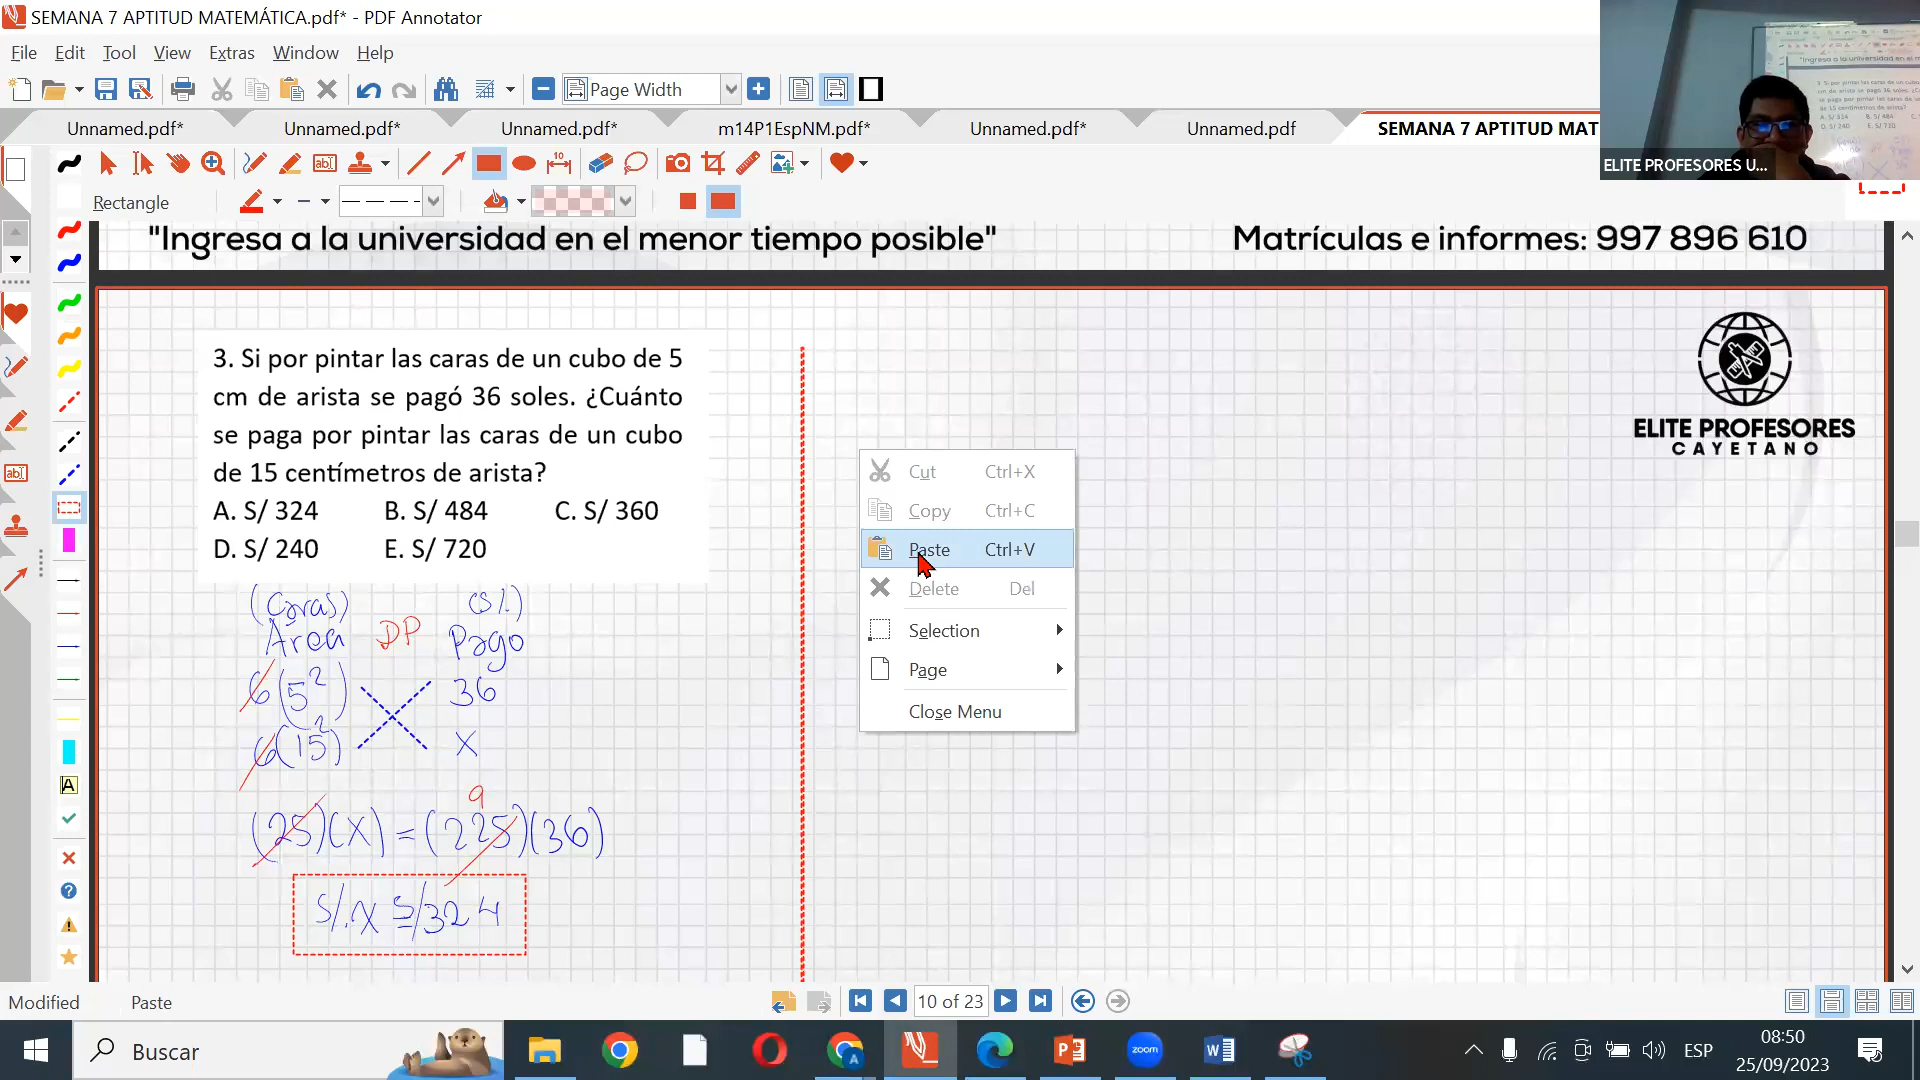 SEMANA 7 APTITUD MATEMÁTICA.pdf* - PDF Annotator
File Edit Tool View Extras Window Help
Page Width
Unnamed.pdf* Unnamed.pdf* Unnamed.pdf* m14P1EspNM.pdf* Unnamed.pdf* Unnamed.pdf SEMANA 7 APTITUD MAT
ELITE PROFESORES U...
Rectangle
"Ingresa a la universidad en el menor tiempo posible" Matrículas e informes: 997 896 610
ELITE PROFESORES
CAYETANO
3. Si por pintar las caras de un cubo de 5
cm de arista se pagó 36 soles. ¿Cuánto
se paga por pintar las caras de un cubo
de 15 centímetros de arista?
A. S/ 324 B. S/ 484 C. S/ 360
D. S/ 240 E. S/ 720
(Caras) (S/.)
Area DP Pago
6(5²) 36
6(15²) X
9
(25)(X)=(225)(36)
S/.X = S/324
Cut Ctrl+X
Copy Ctrl+C
Paste Ctrl+V
Delete Del
Selection
Page
Close Menu
Modified Paste 10 of 23
Buscar
zoom
ESP
08:50
25/09/2023